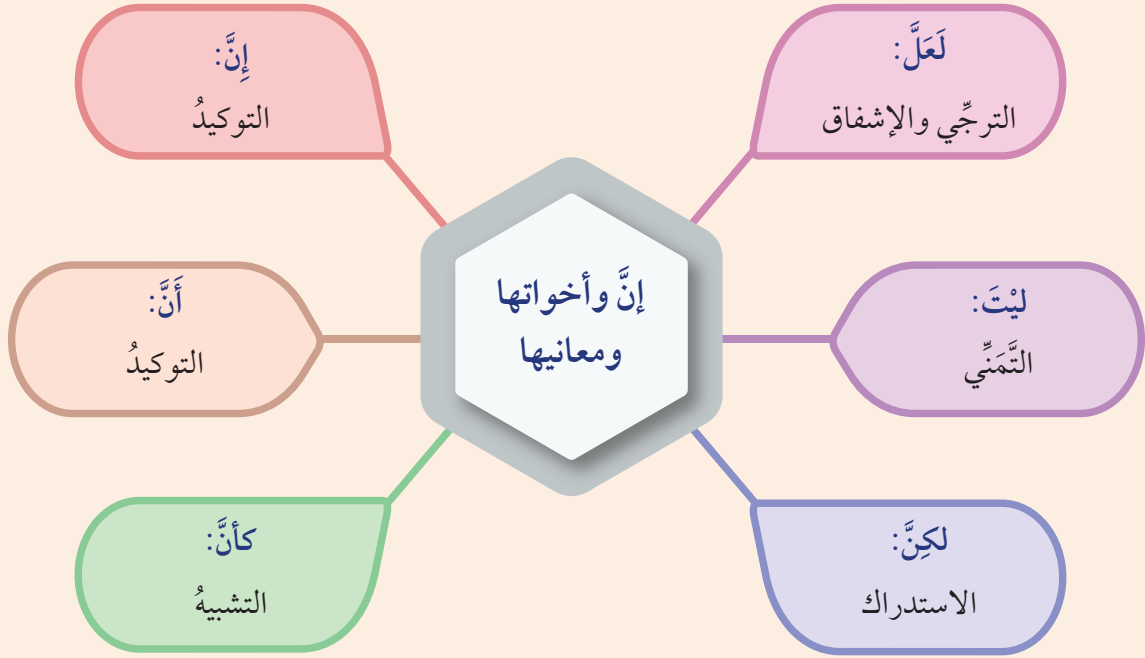 إنَّ وأخواتها
ومعانيها
لَعَلَّ:
الترجِّي والإشفاق
ليْتَ:
التَّمَنِّي
لكِنَّ:
الاستدراك
إِنَّ:
التوكيدُ
أَنَّ:
التوكيدُ
كأنَّ:
التشبيهُ